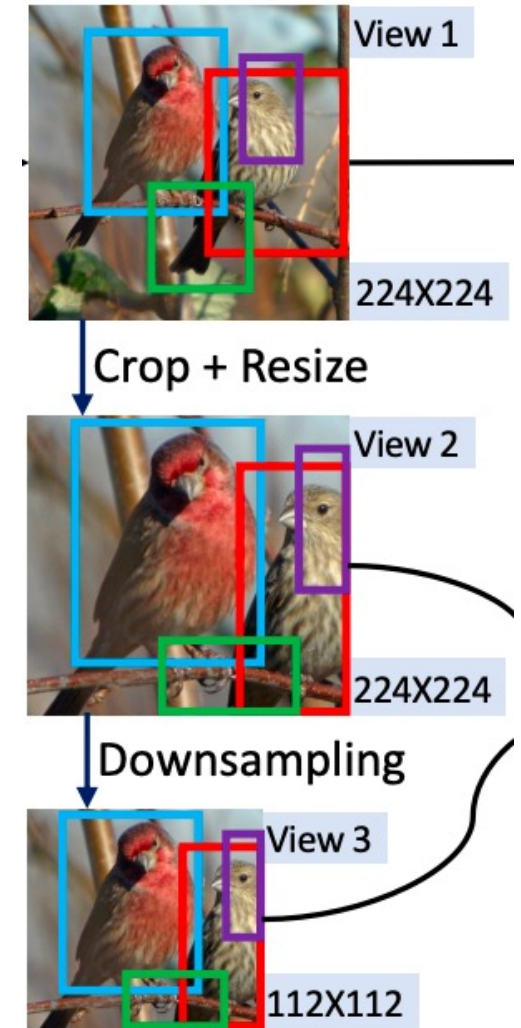 View 1
224X224
Crop + Resize
View 2
224X224
Downsampling
View 3
112X112